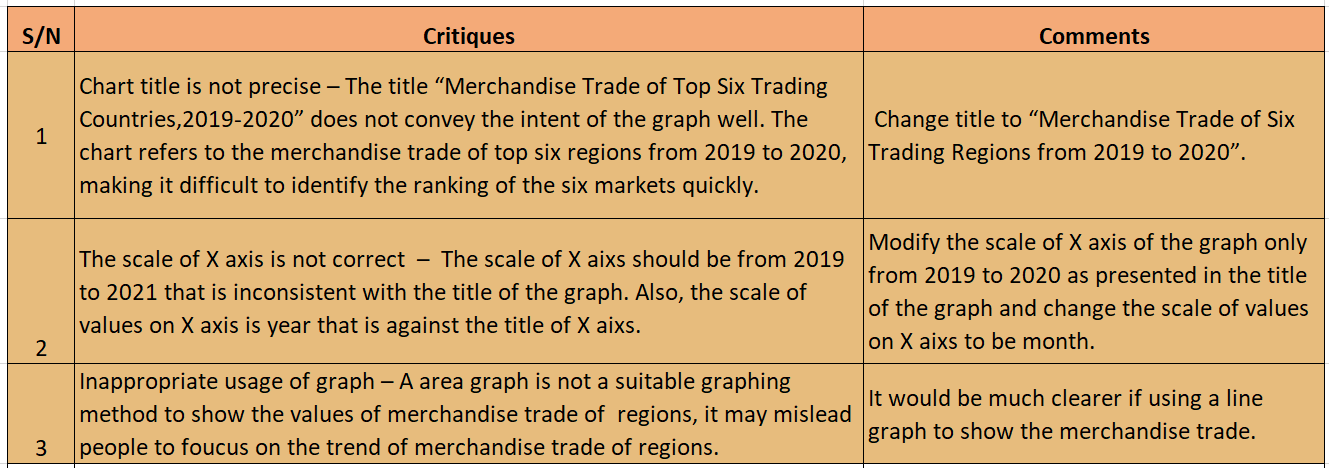 S/N Critiques Comments
Chart title is not precise – The title “Merchandise Trade of Top Six Trading
Countries,2019-2020” does not convey the intent of the graph well. The
chart refers to the merchandise trade of top six regions from 2019 to 2020,
making it difficult to identify the ranking of the six markets quickly.
1
Change title to “Merchandise Trade of Six
Trading Regions from 2019 to 2020”.
The scale of X axis is not correct – The scale of X aixs should be from 2019
to 2021 that is inconsistent with the title of the graph. Also, the scale of
values on X axis is year that is against the title of X aixs.
2
Modify the scale of X axis of the graph only
from 2019 to 2020 as presented in the title
of the graph and change the scale of values
on X aixs to be month.
Inappropriate usage of graph – A area graph is not a suitable graphing
method to show the values of merchandise trade of regions, it may mislead
people to foucus on the trend of merchandise trade of regions.
3
It would be much clearer if using a line
graph to show the merchandise trade.